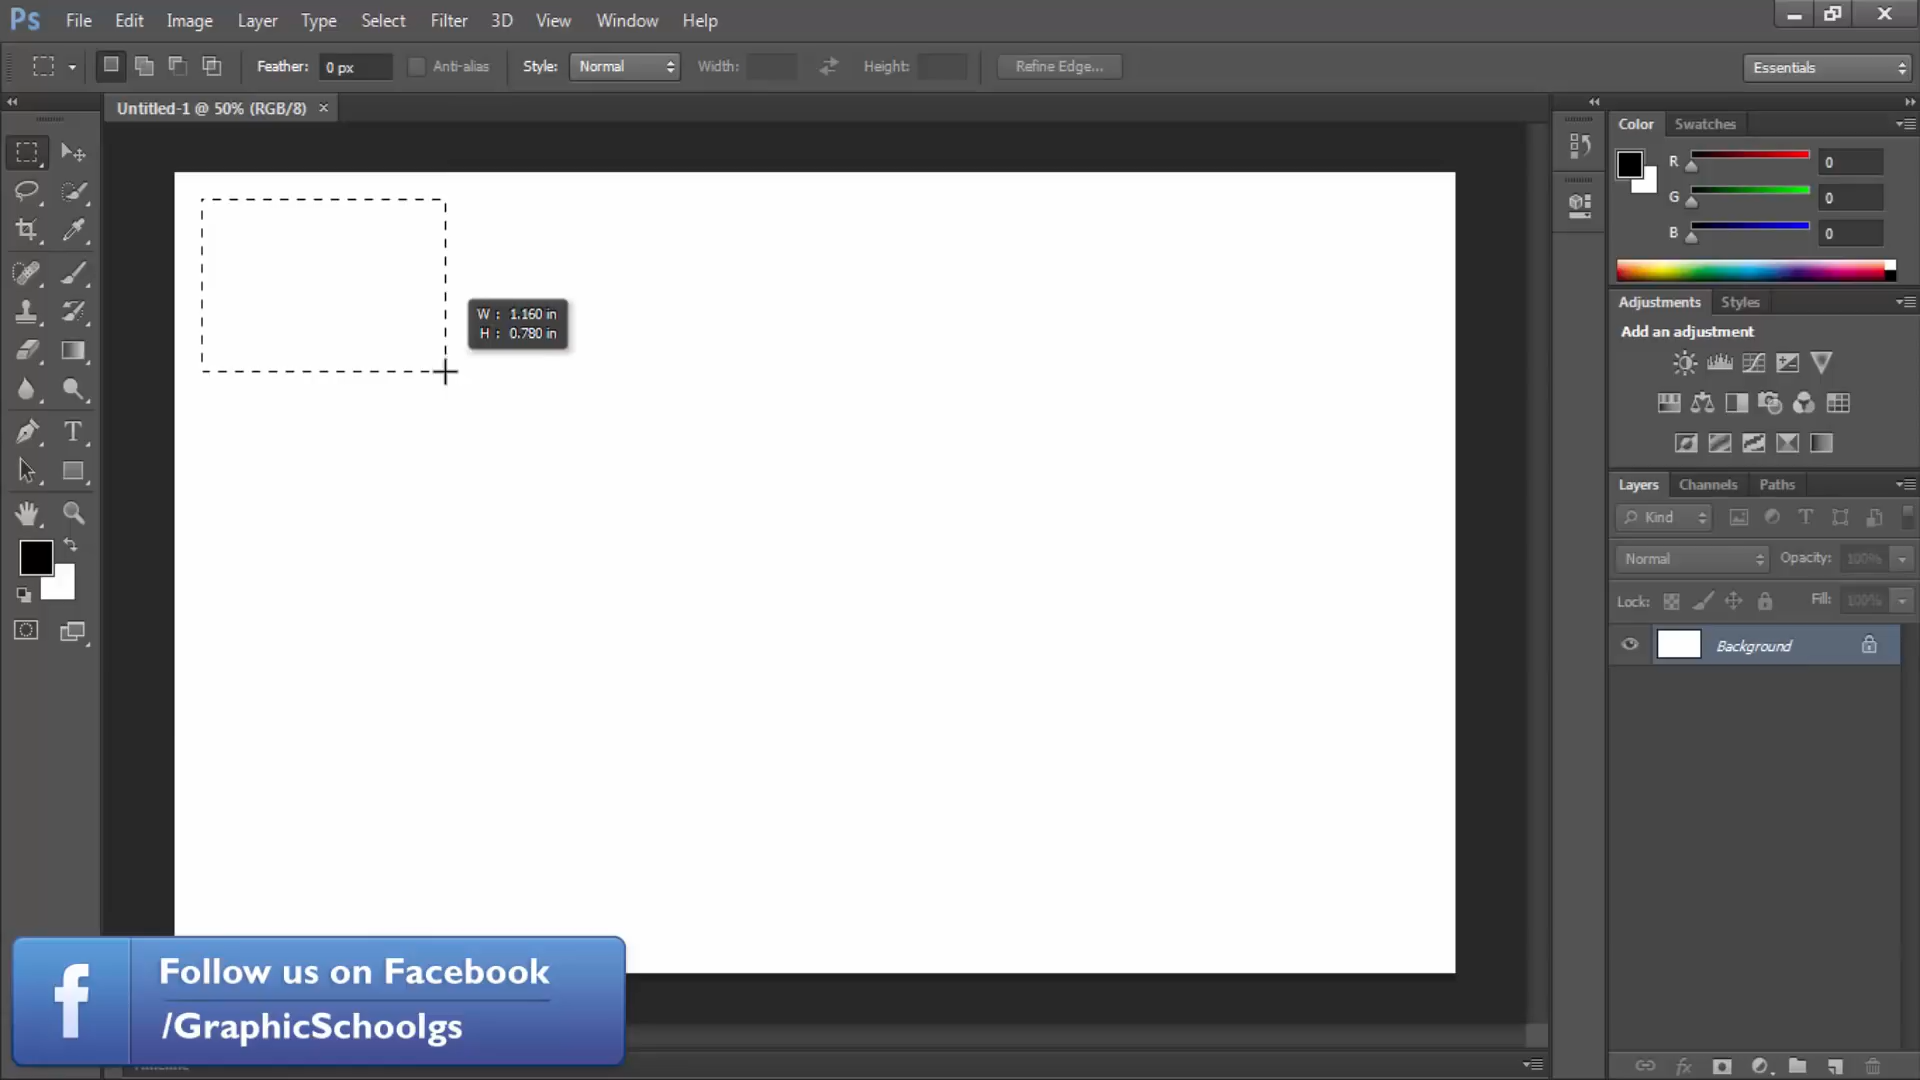 Ps File Edit Image Layer Type Select Filter 3D View Window Help
Feather: 0 px Anti-alias Style: Normal Width: Height: Refine Edge... Essentials
Untitled-1 @ 50% (RGB/8) ×
Color Swatches
R 0
G 0
B 0
Adjustments Styles
Add an adjustment
W : 1.160 in
H : 0.780 in
Layers Channels Paths
Kind
Normal Opacity: 100%
Lock: Fill: 100%
Background
Follow us on Facebook
/GraphicSchoolgs